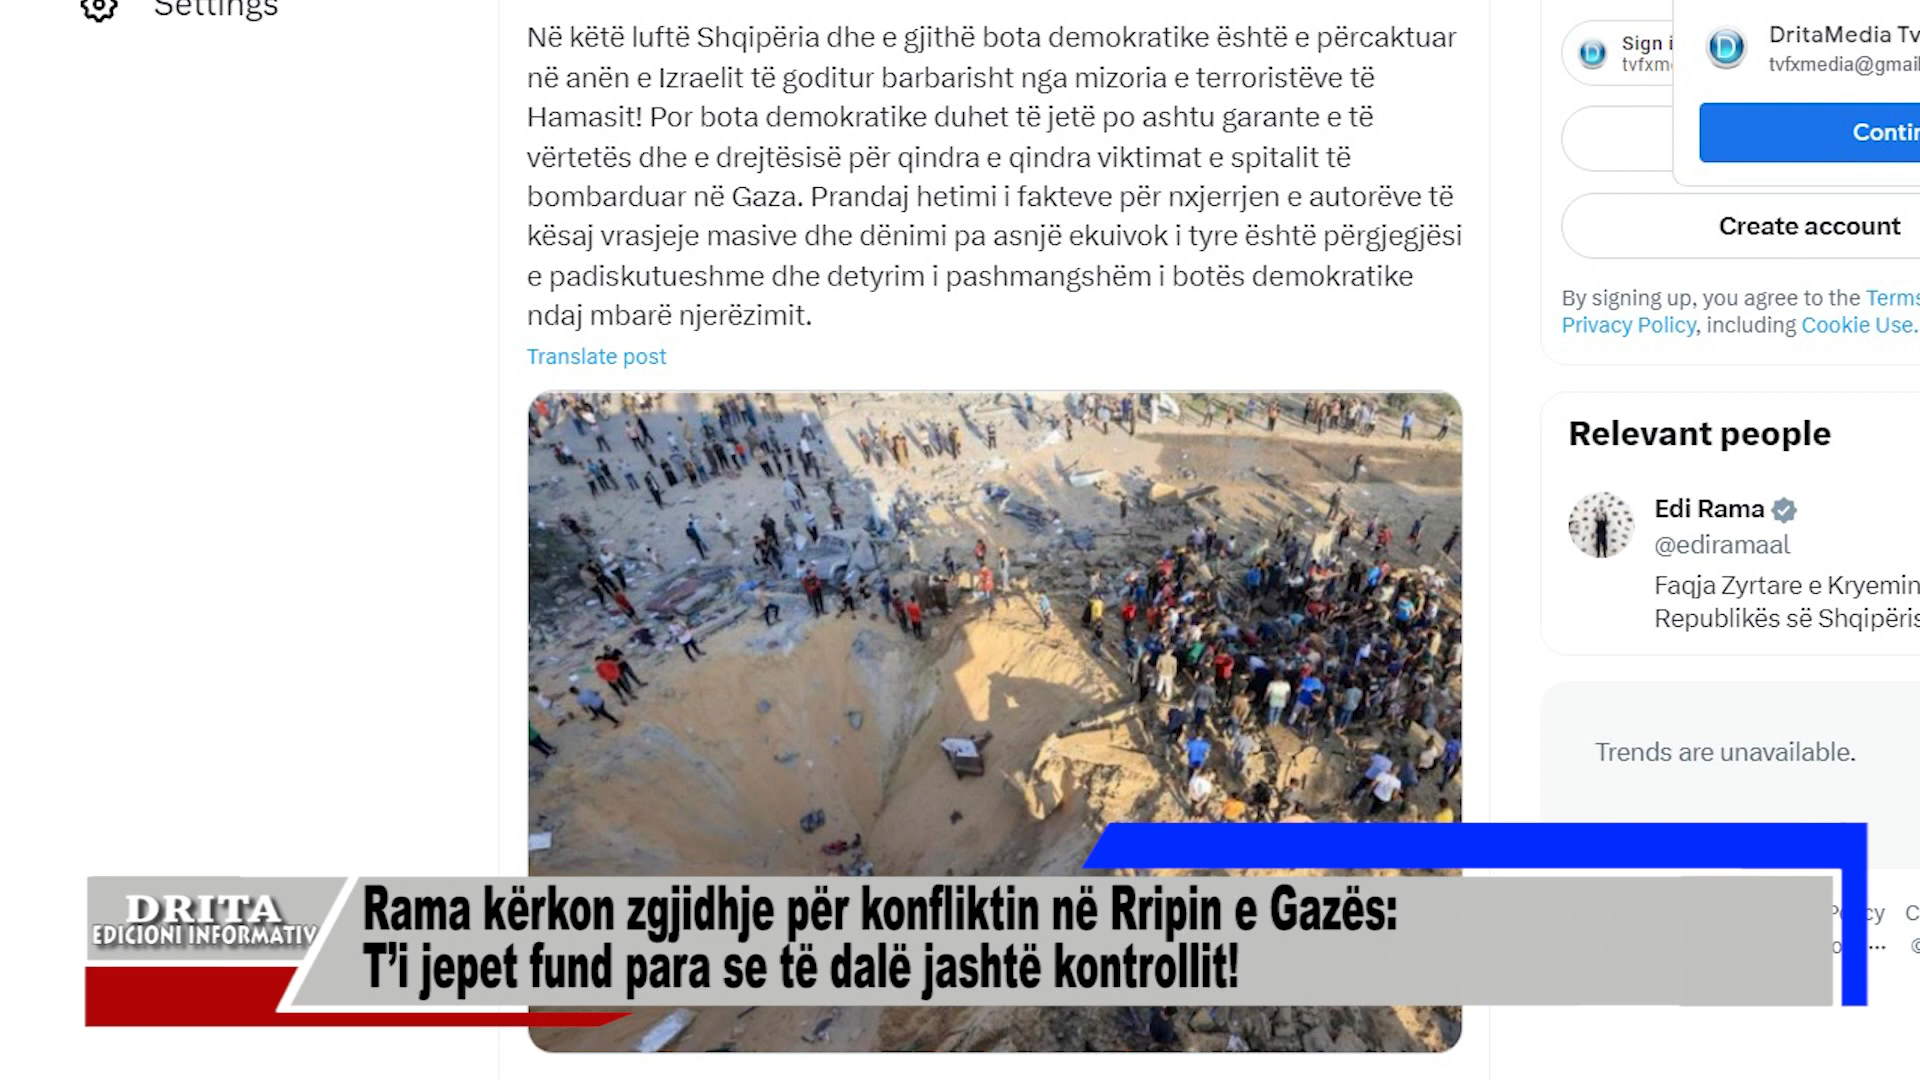 Settings
Në këtë luftë Shqipëria dhe e gjithë bota demokratike është e përcaktuar
në anën e Izraelit të goditur barbarisht nga mizoria e terroristëve të
Hamasit! Por bota demokratike duhet të jetë po ashtu garante e të
vërtetës dhe e drejtësisë për qindra e qindra viktimat e spitalit të
bombarduar në Gaza. Prandaj hetimi i fakteve për nxjerrjen e autorëve të
kësaj vrasjeje masive dhe dënimi pa asnjë ekuivok i tyre është përgjegjësi
e padiskutueshme dhe detyrim i pashmangshëm i botës demokratike
ndaj mbarë njerëzimit.
Translate post
Sign i
tvfxm
DritaMedia Tv
tvfxmedia@gmail
Contin
Create account
By signing up, you agree to the Terms
Privacy Policy, including Cookie Use.
Relevant people
Edi Rama
@ediramaal
Faqja Zyrtare e Kryemin
Republikës së Shqipëris
Trends are unavailable.
DRITA
EDICIONI INFORMATIV
Rama kërkon zgjidhje për konfliktin në Rripin e Gazës:
T’i jepet fund para se të dalë jashtë kontrollit!